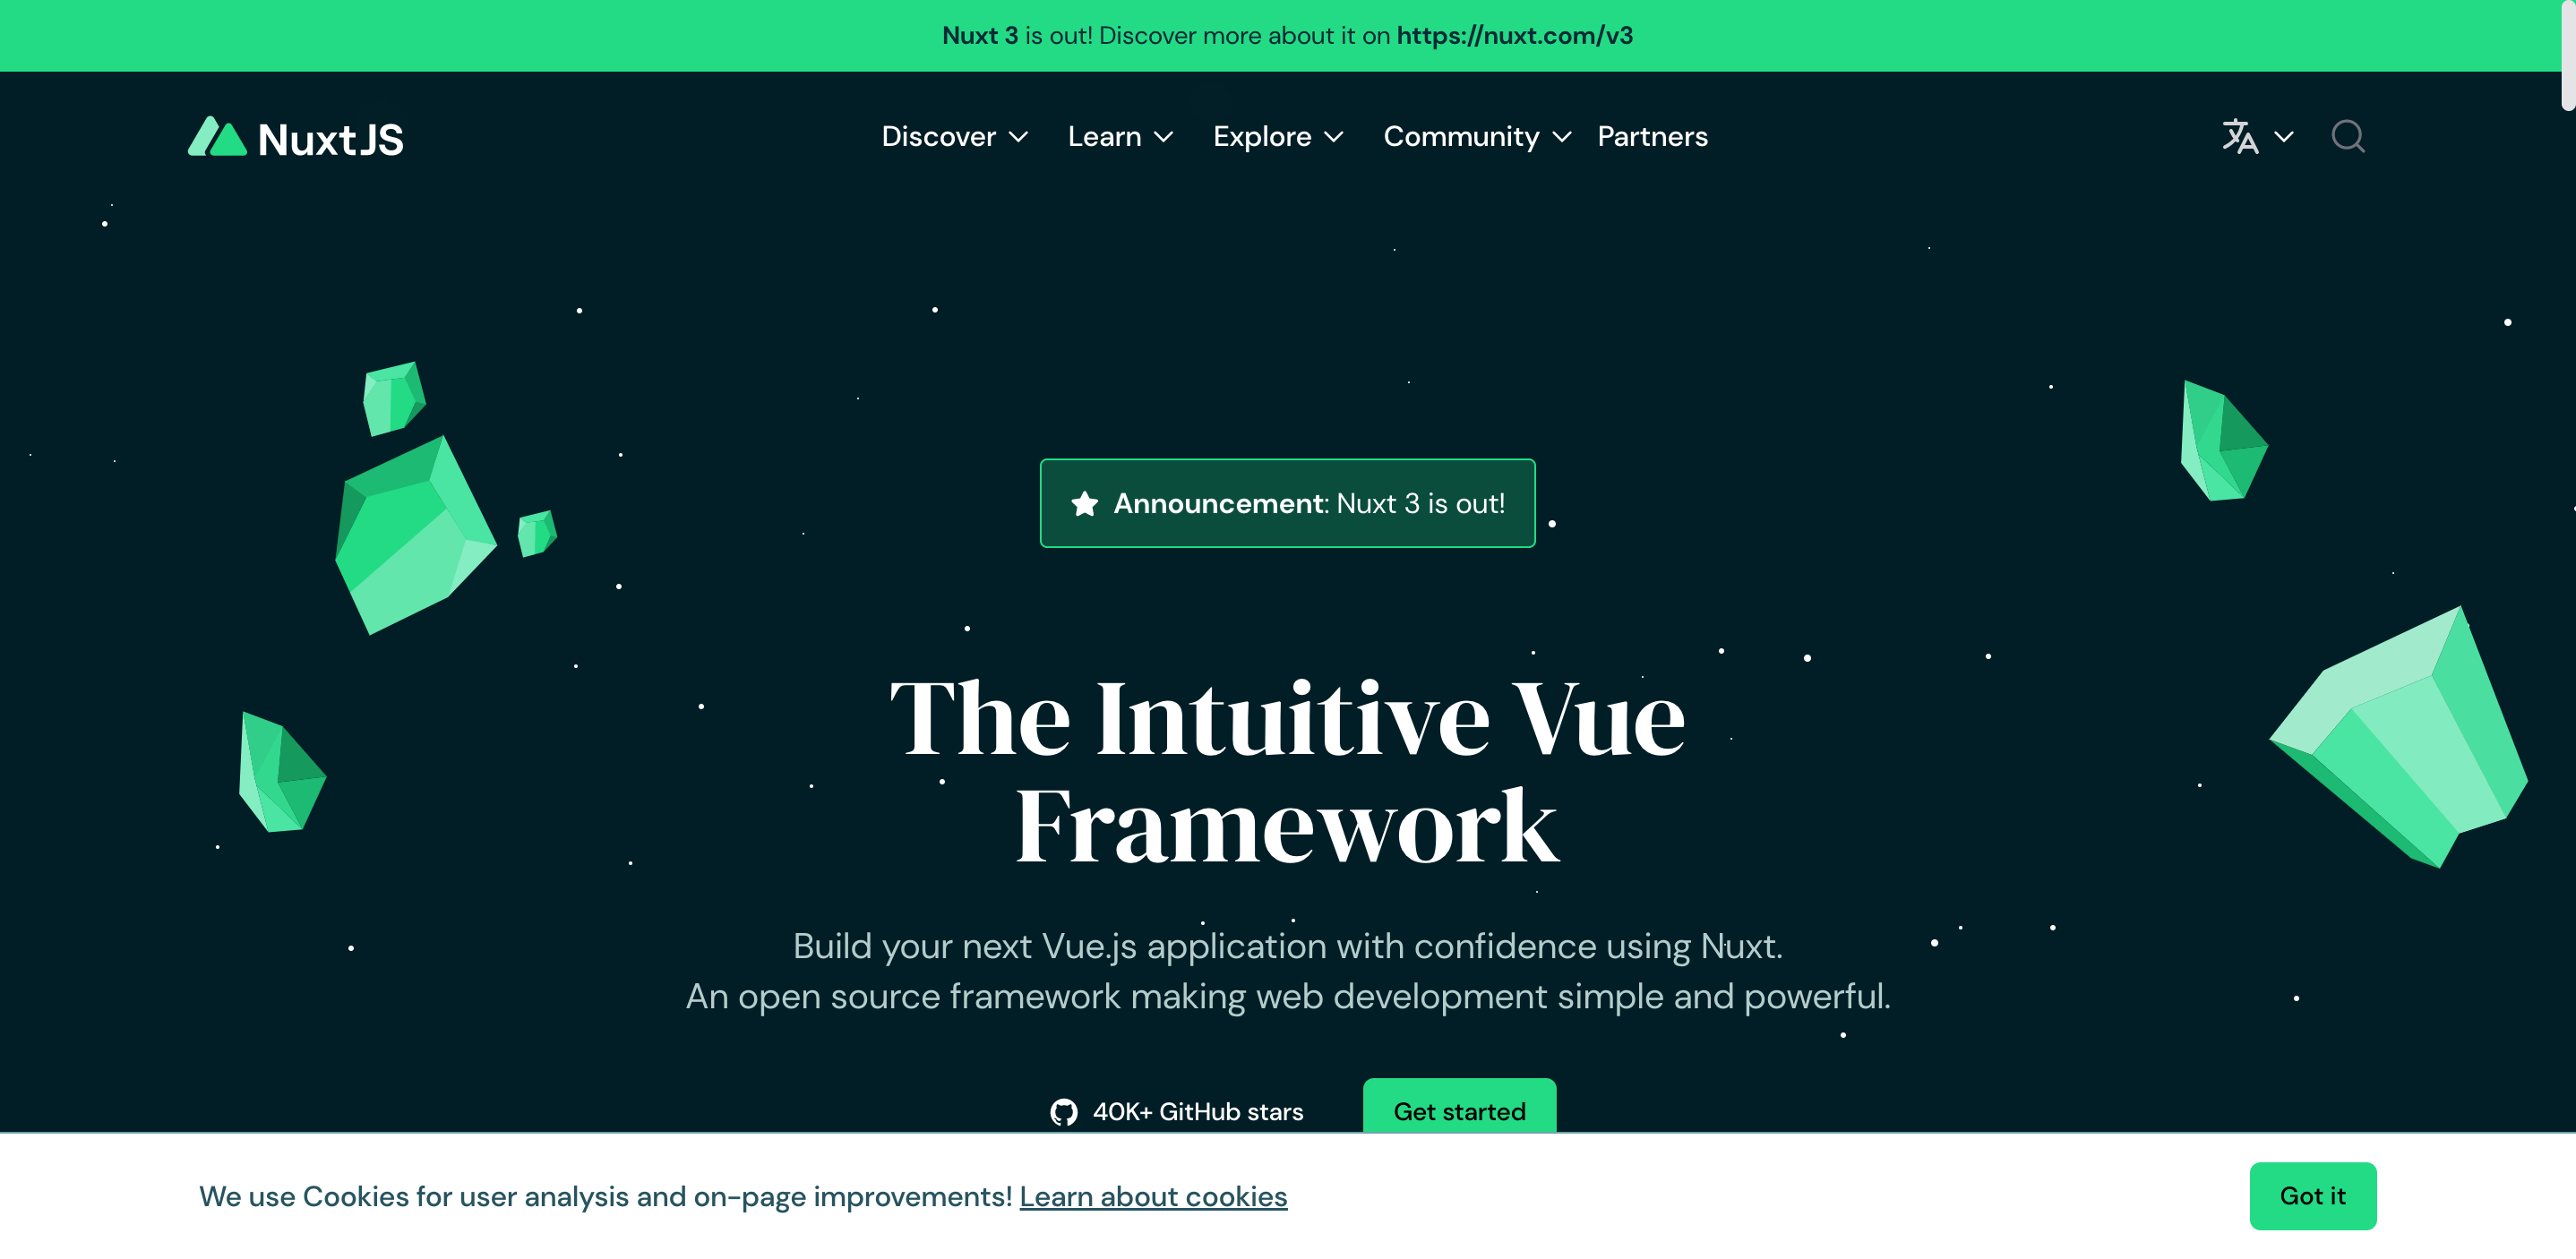 Nuxt 3 is out! Discover more about it on https://nuxt.com/v3
NuxtJS
Discover
Learn
Explore
Community
Partners
Announcement: Nuxt 3 is out!
The Intuitive Vue
Framework
Build your next Vue.js application with confidence using Nuxt.
An open source framework making web development simple and powerful.
40K+ GitHub stars
Get started
We use Cookies for user analysis and on-page improvements! Learn about cookies
Got it